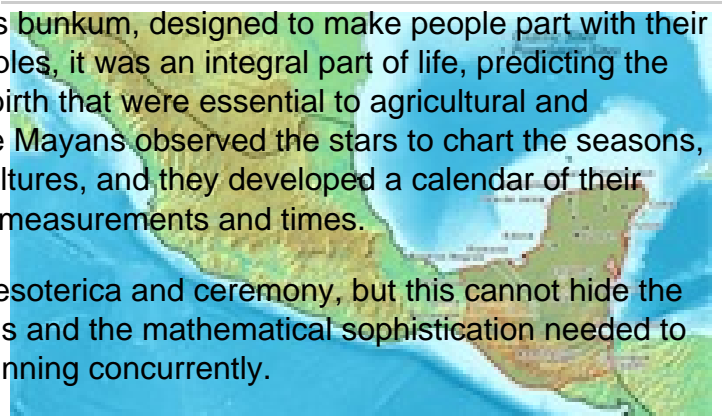 s bunkum, designed to make people part with their
oles, it was an integral part of life, predicting the
birth that were essential to agricultural and
e Mayans observed the stars to chart the seasons,
ltures, and they developed a calendar of their
measurements and times.
esoterica and ceremony, but this cannot hide the
s and the mathematical sophistication needed to
nning concurrently.